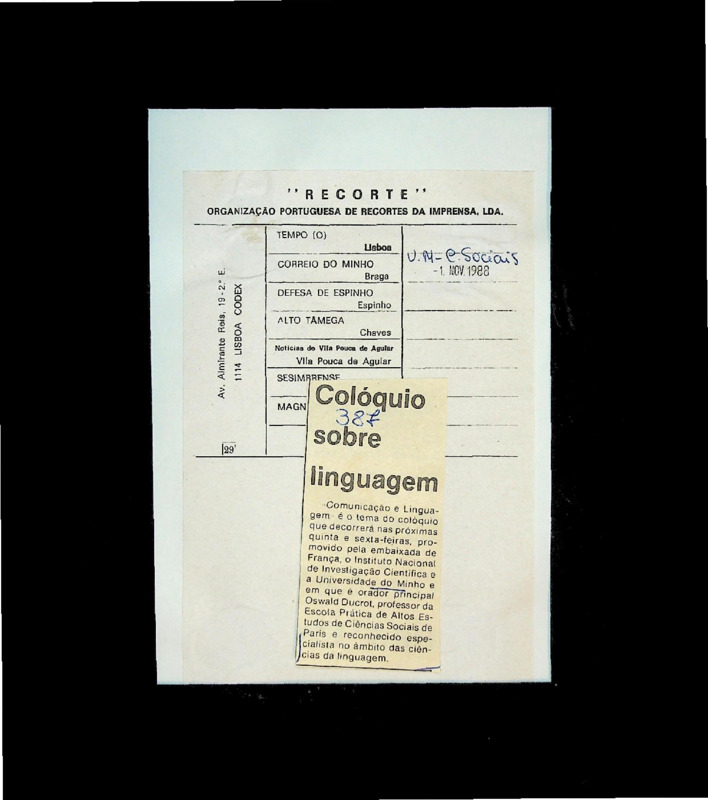 "RECORTE"
ORGANIZAÇÃO PORTUGUESA DE RECORTES DA IMPRENSA, LDA.
Av. Almirante Reis, 19-2.º E.
1114 LISBOA CODEX
29
TEMPO (O)
Lisboa
CORREIO DO MINHO
Braga
DEFESA DE ESPINHO
Espinho
ALTO TÂMEGA
Chaves
Notícias de Vila Pouca de Aguiar
Vila Pouca de Aguiar
SESIMBRENSE
MAGN
U.M-C.Sociais
-1. NOV. 1988
Colóquio
387
sobre
linguagem
Comunicação e Lingua-
gem é o tema do colóquio
que decorrerá nas próximas
quinta e sexta-feiras, pro-
movido pela embaixada de
França, o Instituto Nacional
de Investigação Científica e
a Universidade do Minho e
em que é orador principal
Oswald Ducrot, professor da
Escola Prática de Altos Es-
tudos de Ciências Sociais de
Paris e reconhecido espe-
cialista no âmbito das ciên-
cias da linguagem.